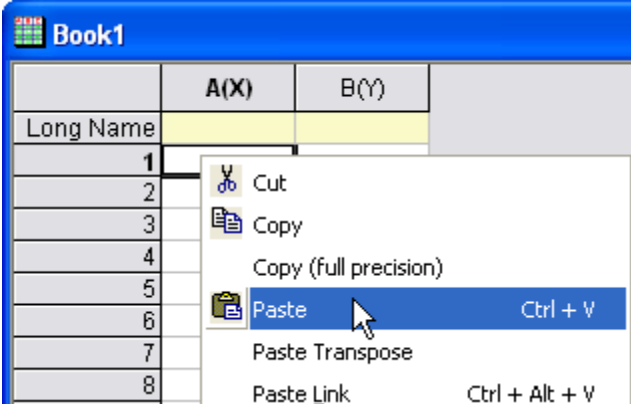 Book1
A(X) B(Y)
Long Name
1
Cut
2
3
Copy
4
Copy (full precision)
5
Paste Ctrl + V
6
7
Paste Transpose
8
Paste Link Ctrl + Alt + V